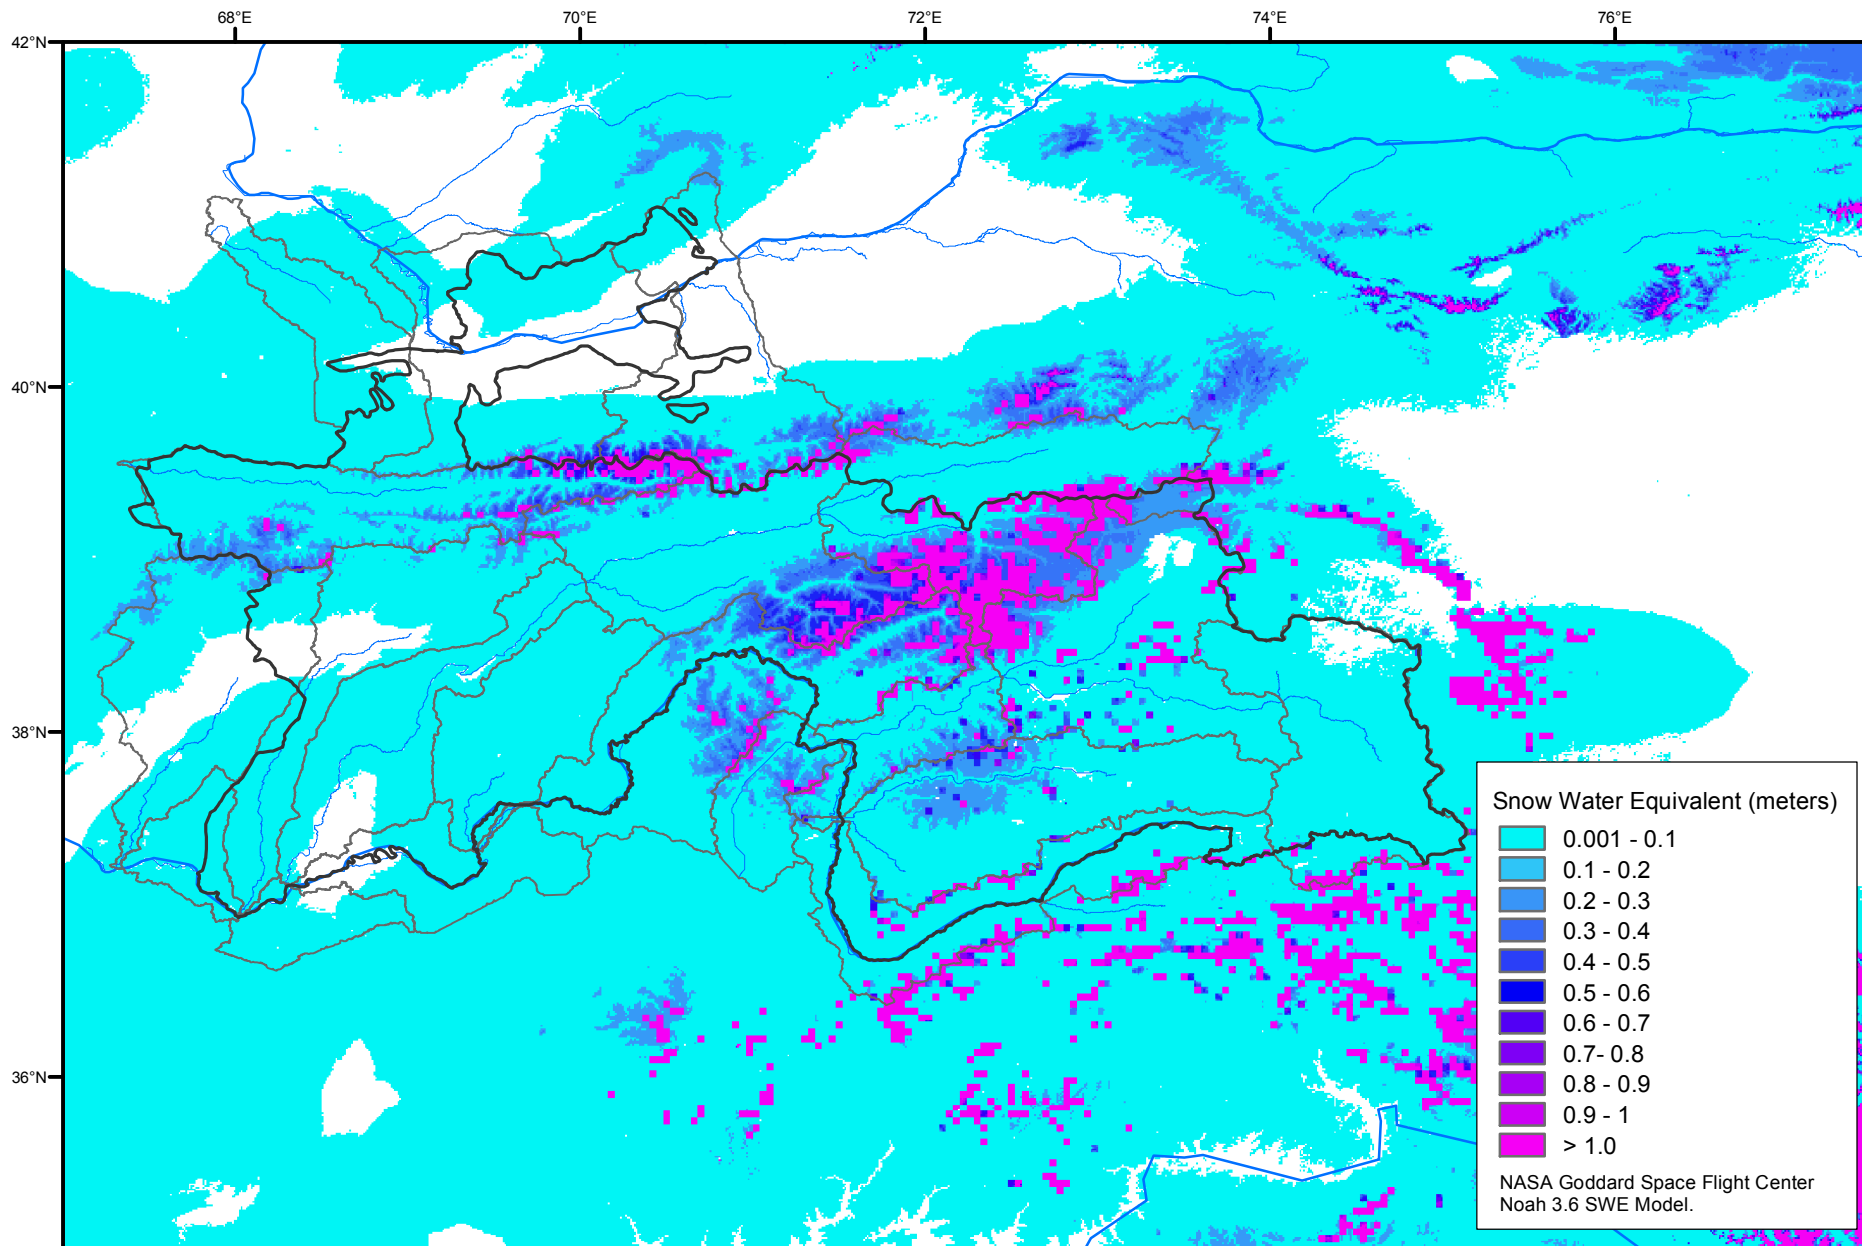 68°E
70°E
72°E
74°E
76°E
42°N
40°N
38°N
36°N
Snow Water Equivalent (meters)
0.001 - 0.1
0.1 - 0.2
0.2 - 0.3
0.3 - 0.4
0.4 - 0.5
0.5 - 0.6
0.6 - 0.7
0.7- 0.8
0.8 - 0.9
0.9 - 1
> 1.0
NASA Goddard Space Flight Center
Noah 3.6 SWE Model.